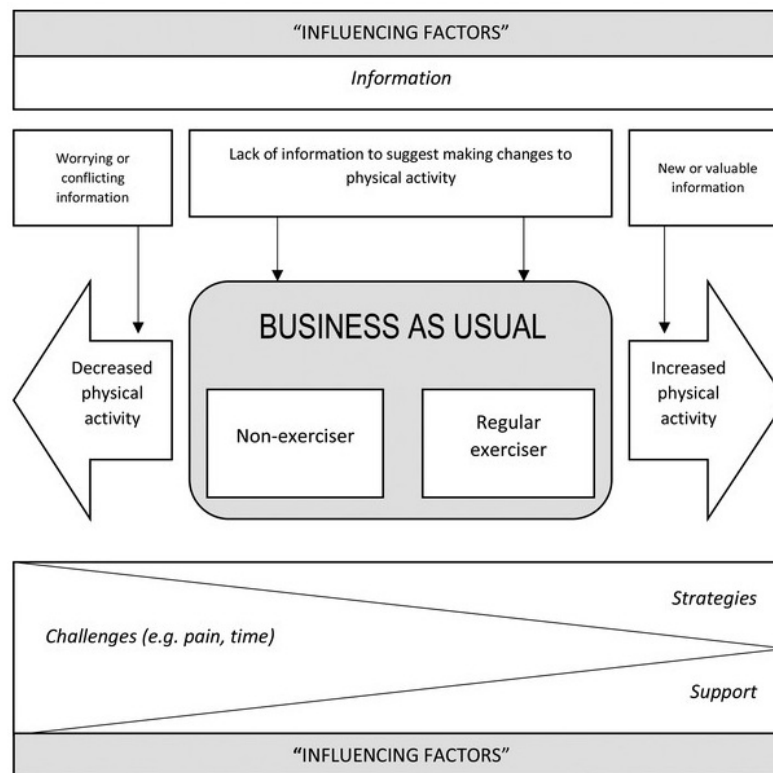 “INFLUENCING FACTORS”
Information
Worrying or
conflicting
information
Lack of information to suggest making changes to
physical activity
New or valuable
information
BUSINESS AS USUAL
Decreased
physical
activity
Non-exerciser
Regular
exerciser
Increased
physical
activity
Challenges (e.g. pain, time)
Strategies
Support
“INFLUENCING FACTORS”